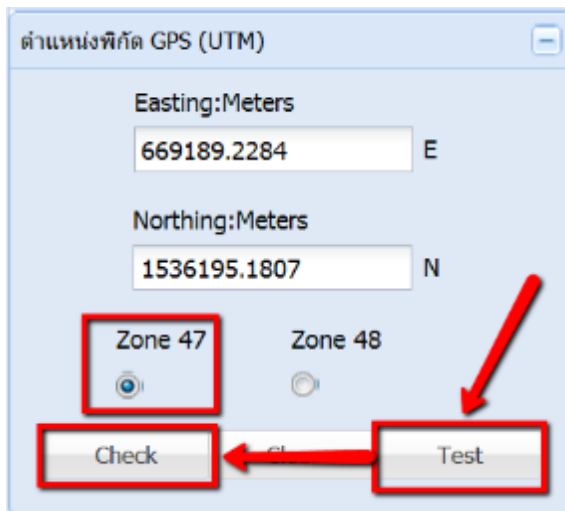 ตำแหน่งพิกัด GPS (UTM)
Easting:Meters
669189.2284 E
Northing:Meters
1536195.1807 N
Zone 47 Zone 48
Check Test